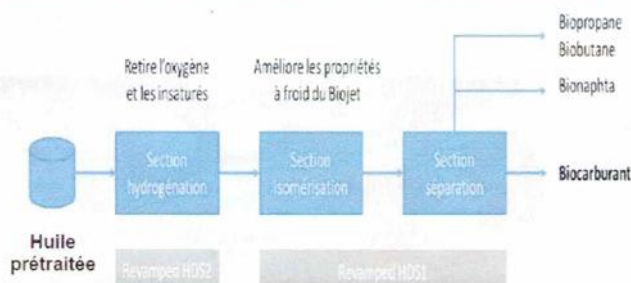 Biopropane
Biobutane
Retire l'oxygène
et les insaturés
Améliore les propriétés
à froid du Biojet
Bionaphta
Section
hydrogénation
Section
isomérisation
Section
séparation
Biocarburant
Huile
prétraitée
Revamped HDS2
Revamped HDS1